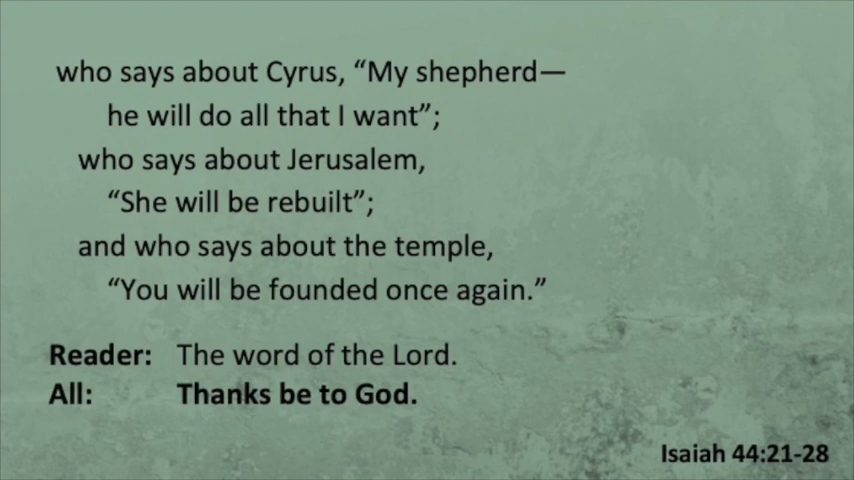 who says about Cyrus, “My shepherd—
he will do all that I want”;
who says about Jerusalem,
“She will be rebuilt”;
and who says about the temple,
“You will be founded once again.”
Reader: The word of the Lord.
All: Thanks be to God.
Isaiah 44:21-28